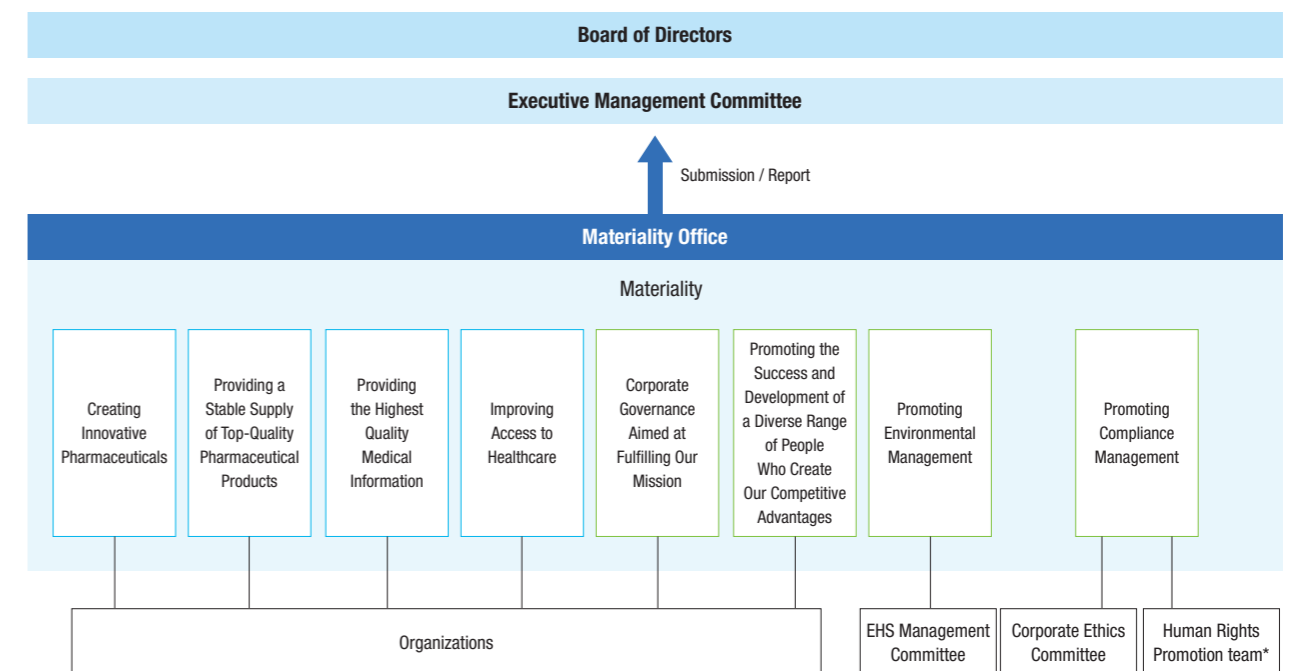 Board of Directors
Executive Management Committee
Submission / Report
Materiality Office
Materiality
Creating
Innovative
Pharmaceuticals
Providing a
Stable Supply
of Top-Quality
Pharmaceutical
Products
Providing
the Highest
Quality
Medical
Information
Improving
Access to
Healthcare
Corporate
Governance
Aimed at
Fulfilling Our
Mission
Promoting the
Success and
Development of
a Diverse Range
of People
Who Create
Our Competitive
Advantages
Promoting
Environmental
Management
Promoting
Compliance
Management
Organizations
EHS Management
Committee
Corporate Ethics
Committee
Human Rights
Promotion team*